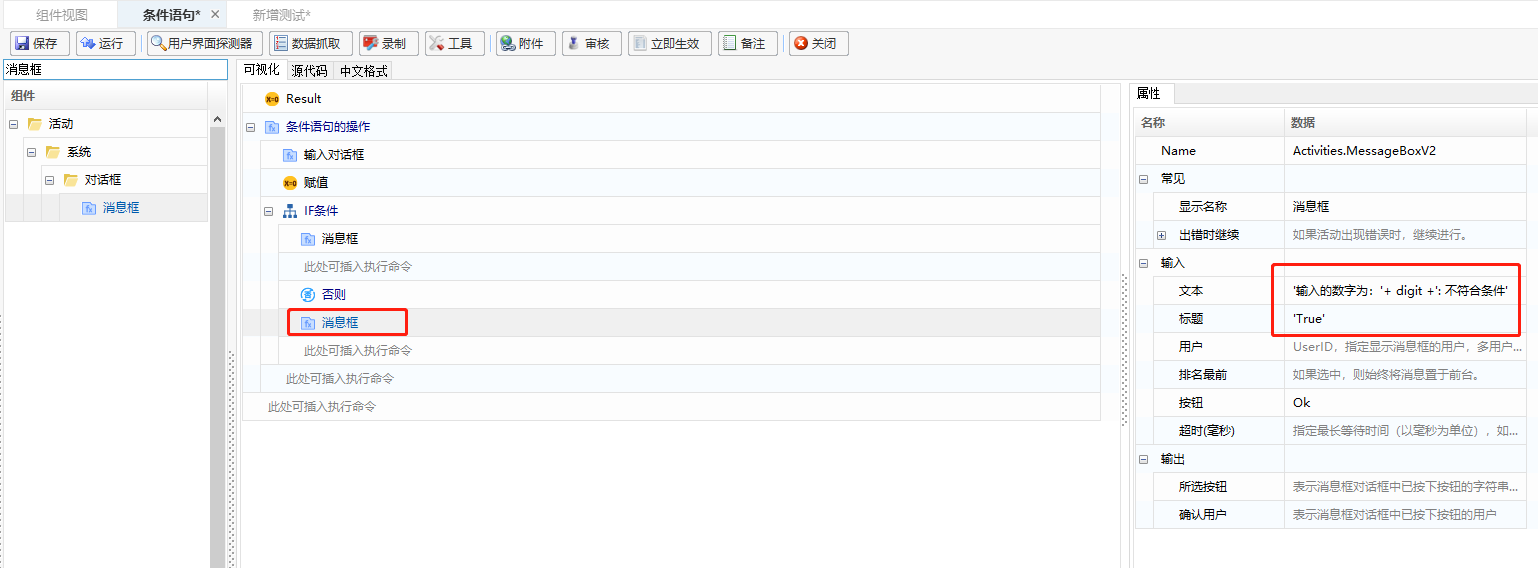 组件视图 条件语句* × 新增测试*
保存 运行 用户界面探测器 数据抓取 录制 工具 附件 审核 立即生效 备注 关闭
消息框
组件
活动
系统
对话框
消息框
可视化 源代码 中文格式
Result
条件语句的操作
输入对话框
赋值
IF条件
消息框
此处可插入执行命令
否则
消息框
此处可插入执行命令
此处可插入执行命令
此处可插入执行命令
属性
名称 数据
Name Activities.MessageBoxV2
常见
显示名称 消息框
出错时继续 如果活动出现错误时，继续进行。
输入
文本 '输入的数字为：'+ digit +': 不符合条件'
标题 'True'
用户 UserID，指定显示消息框的用户，多用户...
排名最前 如果选中，则始终将消息置于前台。
按钮 Ok
超时(毫秒) 指定最长等待时间（以毫秒为单位），如...
输出
所选按钮 表示消息框对话框中已按下按钮的字符串...
确认用户 表示消息框对话框中已按下按钮的用户